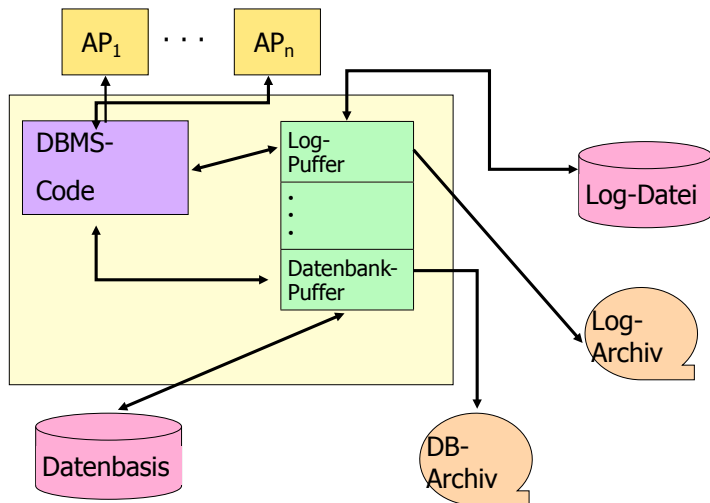 AP1 . . . APn
DBMS-
Code
Log-
Puffer
.
.
.
Datenbank-
Puffer
Log-Datei
Log-
Archiv
DB-
Archiv
Datenbasis